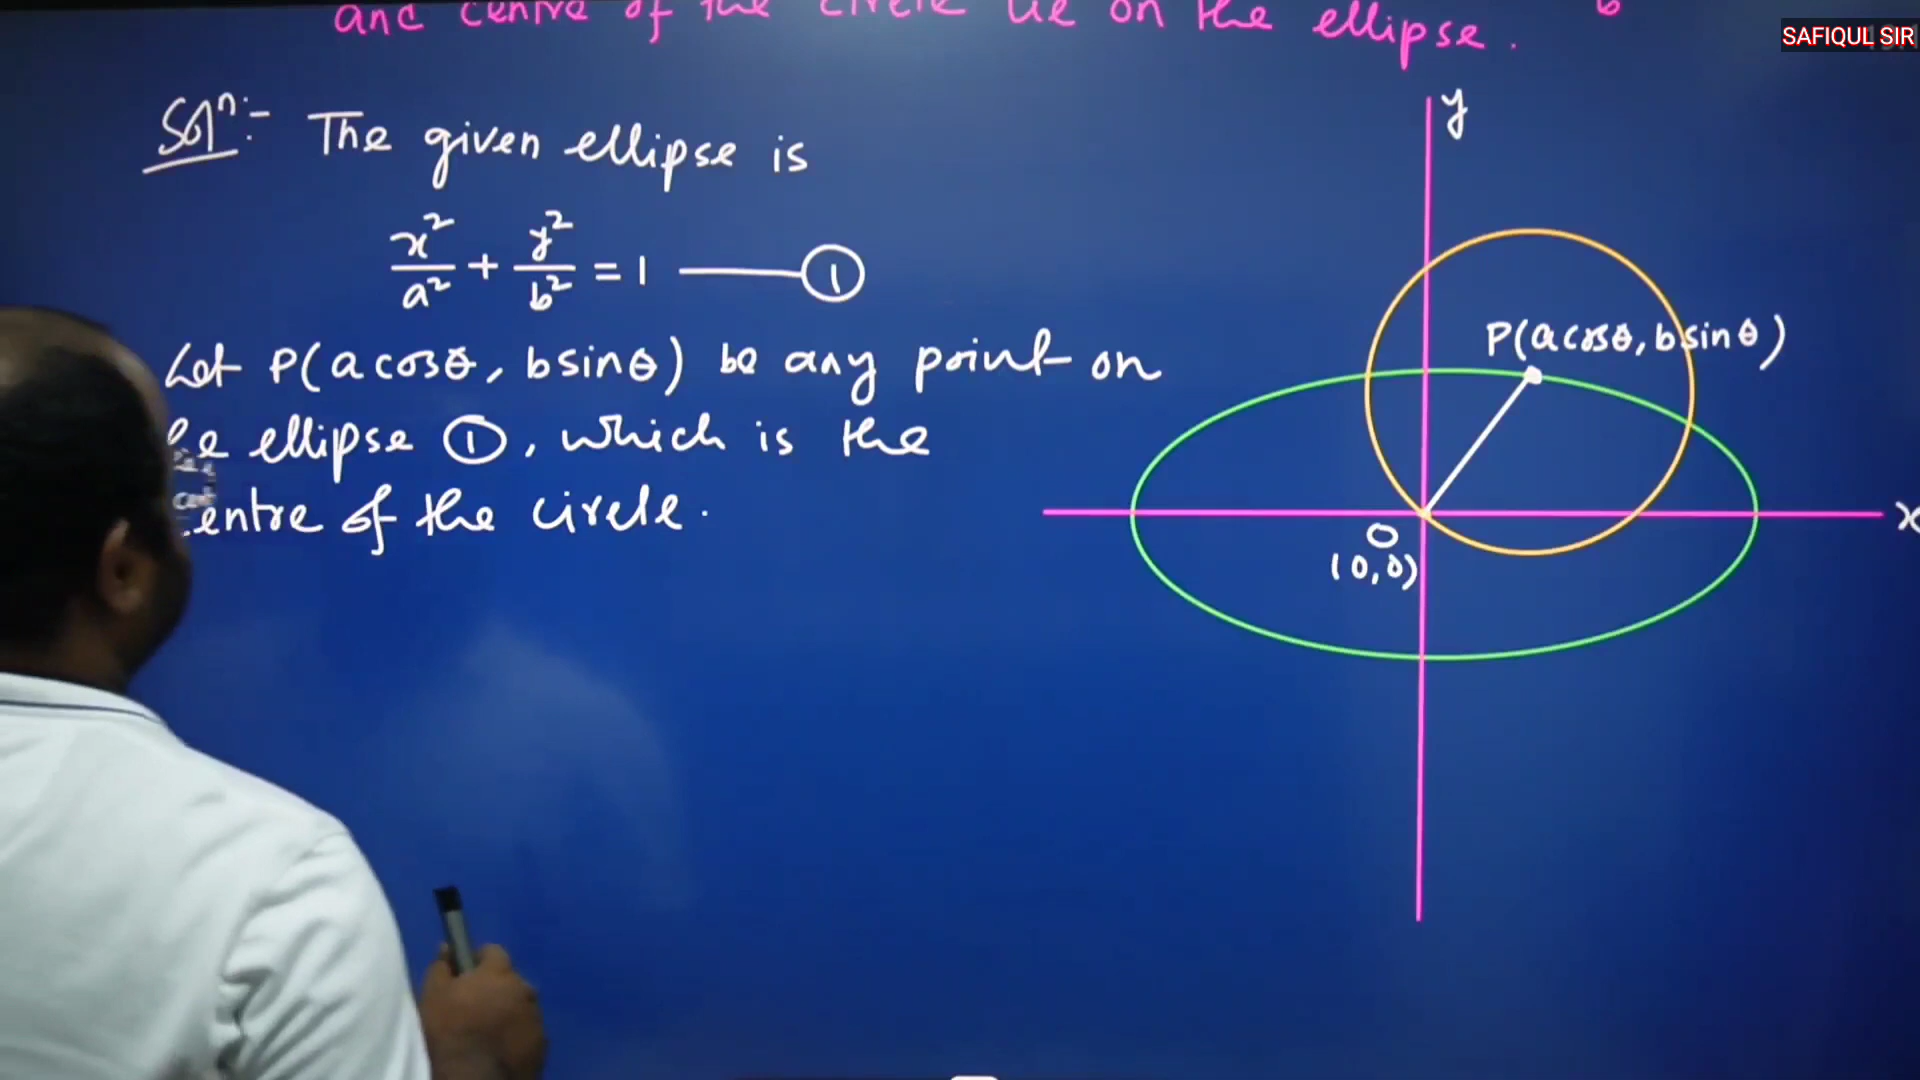 and centre of the circle lie on the ellipse.
SAFIQUL SIR
Solⁿ:- The given ellipse is
x²/a² + y²/b² = 1 —— ①
Let P(a cosθ, b sinθ) be any point on
ellipse ①, which is the
centre of the circle.
y
P(a cosθ, b sinθ)
x
O
(0,0)